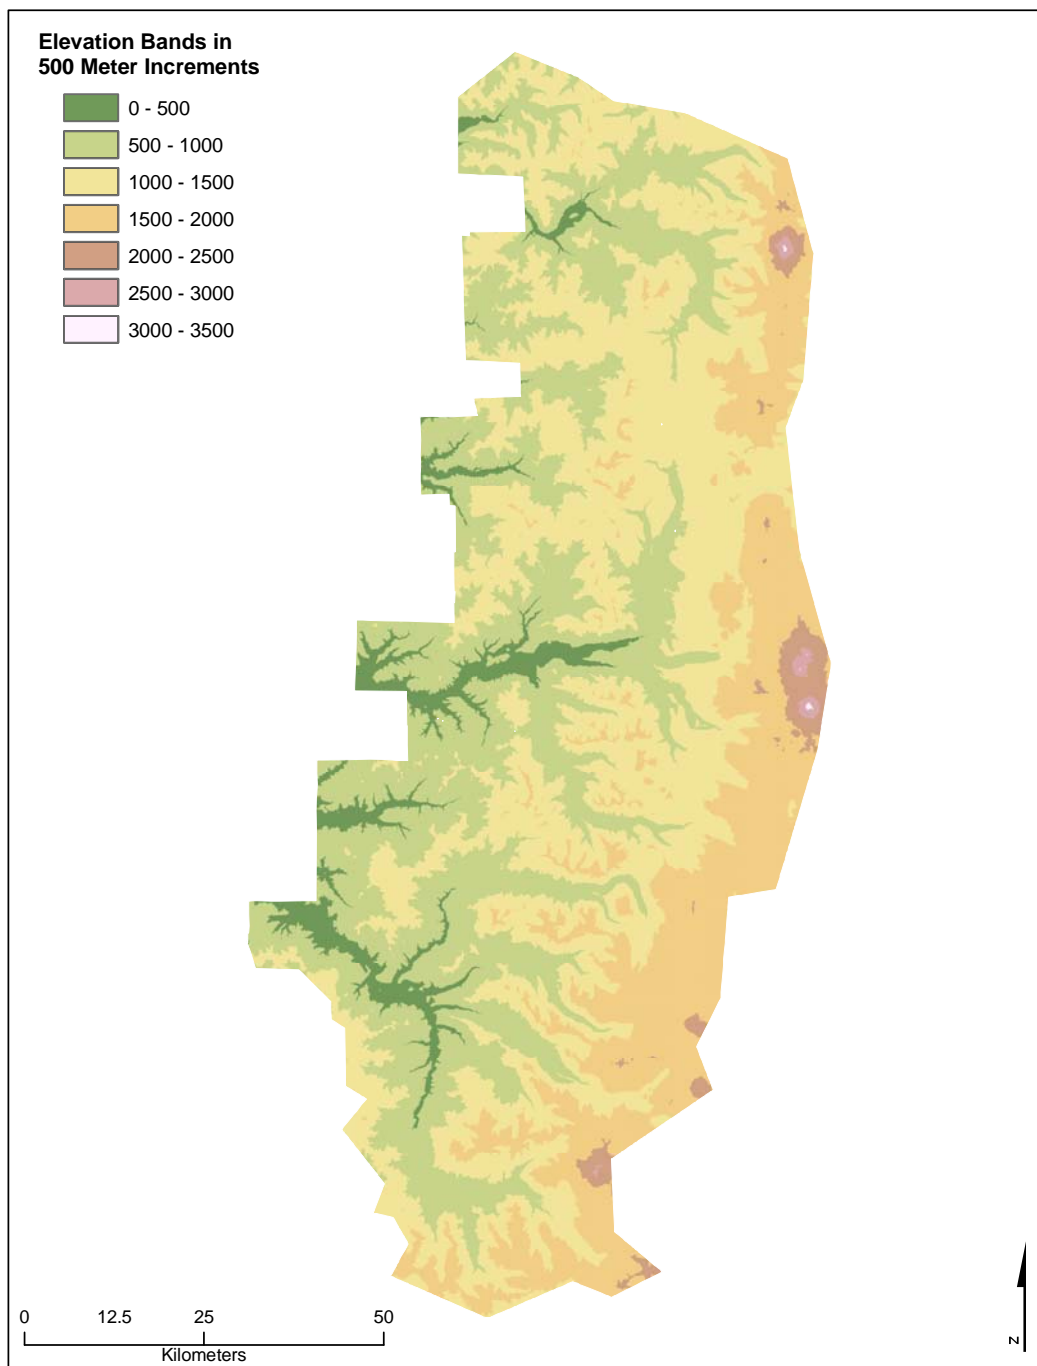 Elevation Bands in
500 Meter Increments
0 - 500
500 - 1000
1000 - 1500
1500 - 2000
2000 - 2500
2500 - 3000
3000 - 3500
0 12.5 25 50
Kilometers
N